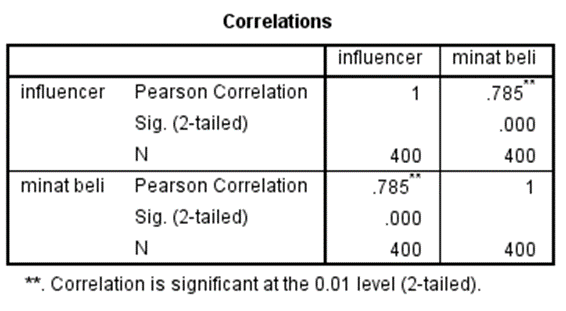 Correlations
influencer minat beli
influencer Pearson Correlation 1 .785**
Sig. (2-tailed) .000
N 400 400
minat beli Pearson Correlation .785** 1
Sig. (2-tailed) .000
N 400 400
**. Correlation is significant at the 0.01 level (2-tailed).